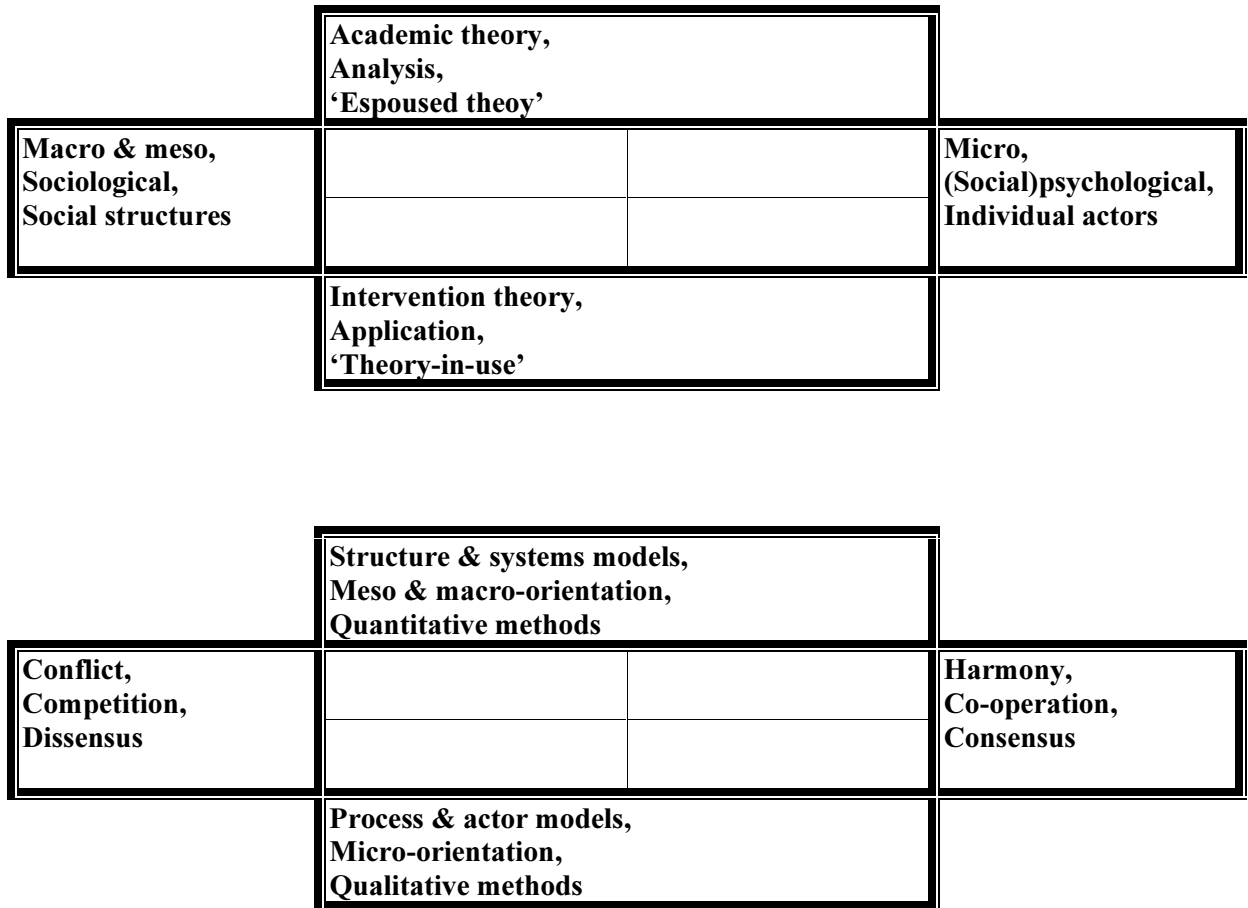 Academic theory,
Analysis,
‘Espoused theoy’
Macro & meso,
Sociological,
Social structures
Micro,
(Social)psychological,
Individual actors
Intervention theory,
Application,
‘Theory-in-use’
Structure & systems models,
Meso & macro-orientation,
Quantitative methods
Conflict,
Competition,
Dissensus
Harmony,
Co-operation,
Consensus
Process & actor models,
Micro-orientation,
Qualitative methods